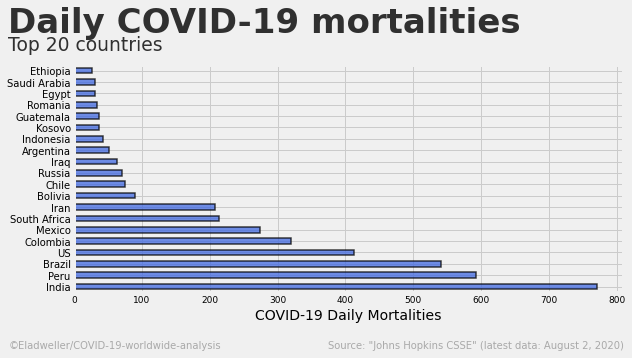 Daily COVID-19 mortalities
Top 20 countries
Ethiopia
Saudi Arabia
Egypt
Romania
Guatemala
Kosovo
Indonesia
Argentina
Iraq
Russia
Chile
Bolivia
Iran
South Africa
Mexico
Colombia
US
Brazil
Peru
India
0 100 200 300 400 500 600 700 800
COVID-19 Daily Mortalities
©Eladweller/COVID-19-worldwide-analysis Source: "Johns Hopkins CSSE" (latest data: August 2, 2020)